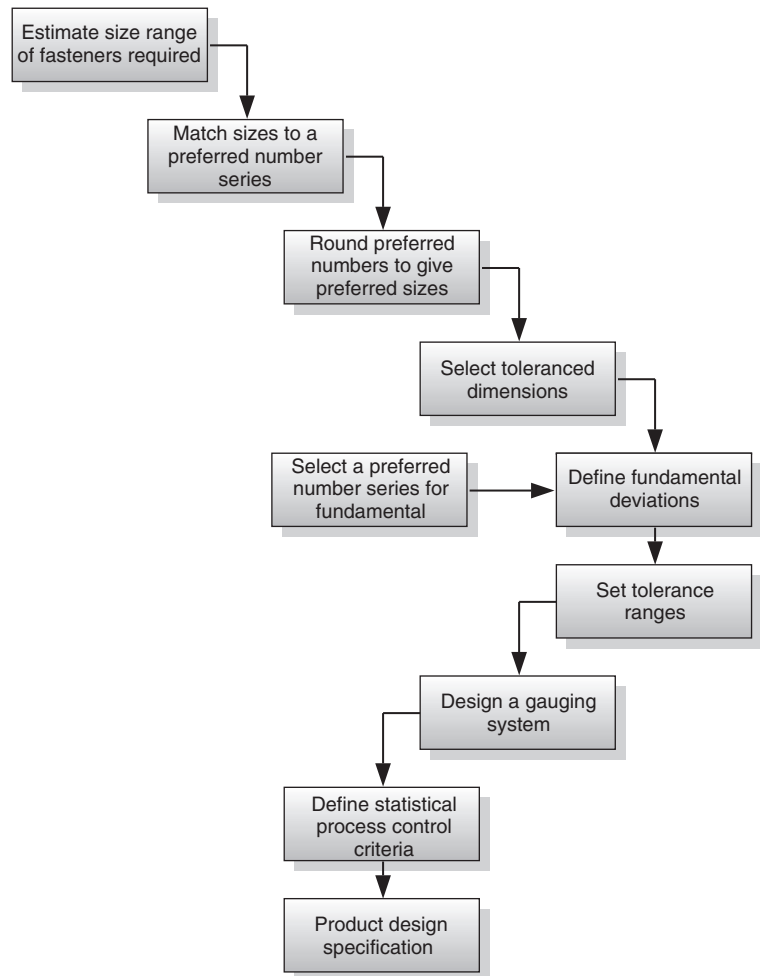 Estimate size range
of fasteners required
Match sizes to a
preferred number
series
Round preferred
numbers to give
preferred sizes
Select toleranced
dimensions
Select a preferred
number series for
fundamental
Define fundamental
deviations
Set tolerance
ranges
Design a gauging
system
Define statistical
process control
criteria
Product design
specification